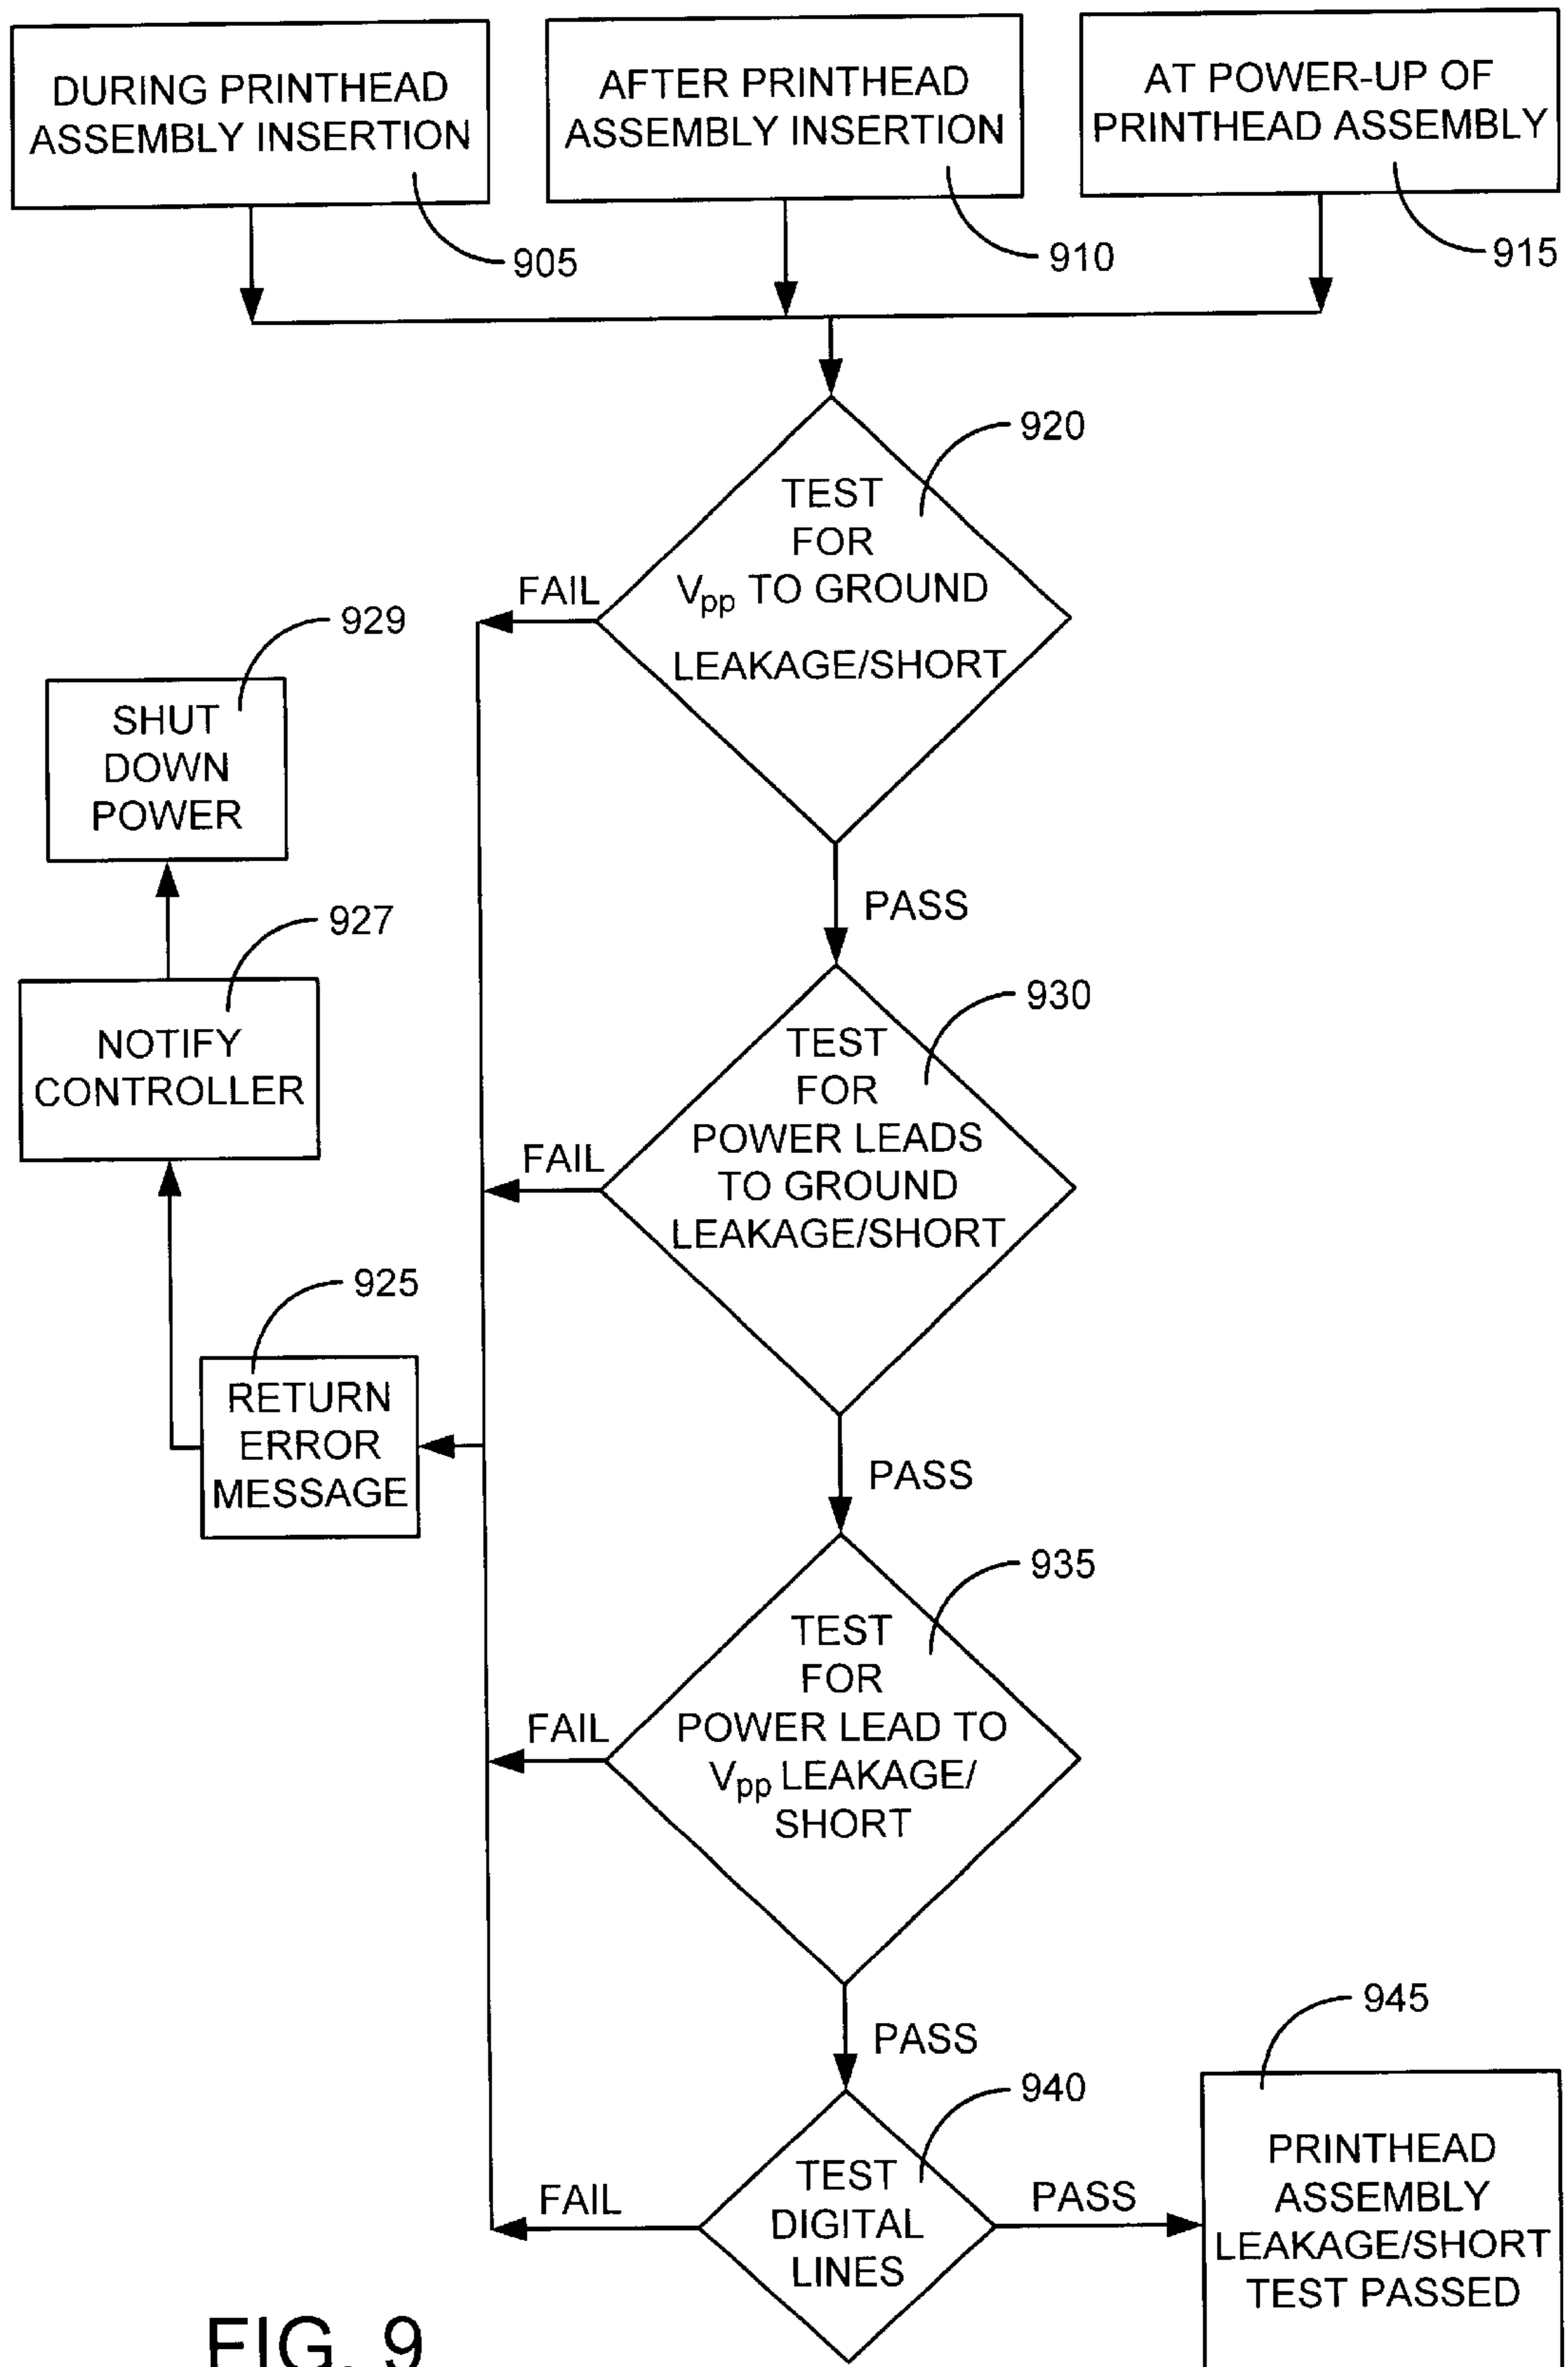 DURING PRINTHEAD
ASSEMBLY INSERTION
905
AFTER PRINTHEAD
ASSEMBLY INSERTION
910
AT POWER-UP OF
PRINTHEAD ASSEMBLY
915
920
TEST
FOR
Vpp TO GROUND
LEAKAGE/SHORT
FAIL
929
SHUT
DOWN
POWER
PASS
927
NOTIFY
CONTROLLER
930
TEST
FOR
POWER LEADS
TO GROUND
LEAKAGE/SHORT
FAIL
925
RETURN
ERROR
MESSAGE
PASS
935
TEST
FOR
POWER LEAD TO
Vpp LEAKAGE/
SHORT
FAIL
PASS
940
TEST
DIGITAL
LINES
FAIL
PASS
945
PRINTHEAD
ASSEMBLY
LEAKAGE/SHORT
TEST PASSED
FIG. 9